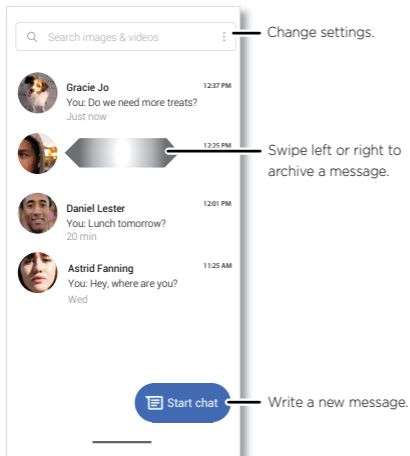 Search images & videos
Change settings.
Gracie Jo 12:37 PM
You: Do we need more treats?
Just now
12:25 PM
Swipe left or right to
archive a message.
Daniel Lester 12:01 PM
You: Lunch tomorrow?
20 min
Astrid Fanning 11:25 AM
You: Hey, where are you?
Wed
Start chat
Write a new message.